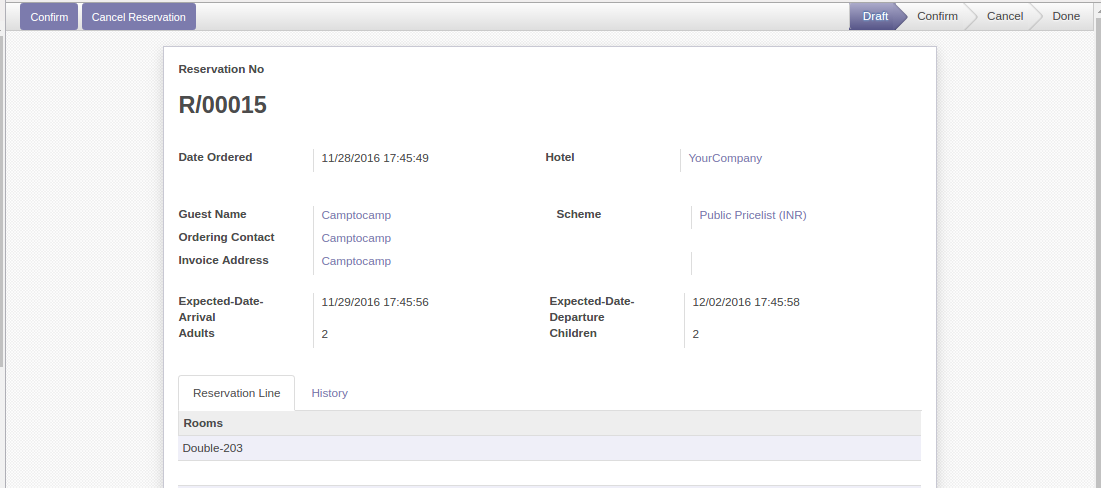 Confirm Cancel Reservation Draft Confirm Cancel Done
Reservation No
R/00015
Date Ordered 11/28/2016 17:45:49 Hotel YourCompany
Guest Name Camptocamp Scheme Public Pricelist (INR)
Ordering Contact Camptocamp
Invoice Address Camptocamp
Expected-Date- 11/29/2016 17:45:56 Expected-Date- 12/02/2016 17:45:58
Arrival Departure
Adults 2 Children 2
Reservation Line History
Rooms
Double-203